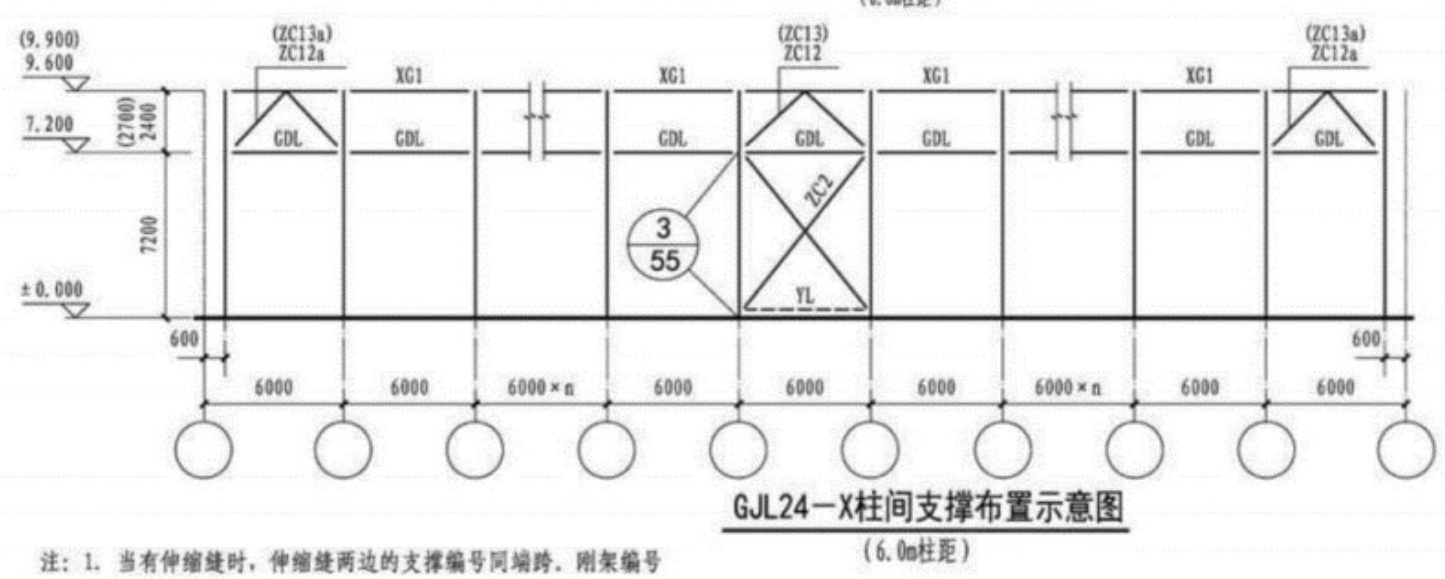 (6.0m柱距)
(9.900)
9.600
(ZC13a)
ZC12a
XG1
XG1
(ZC13)
ZC12
XG1
XG1
(ZC13a)
ZC12a
7.200
(2700)
2400
GDL
GDL
GDL
GDL
GDL
GDL
GDL
7200
ZC2
3
55
±0.000
YL
600
600
6000
6000
6000×n
6000
6000
6000
6000×n
6000
6000
GJL24-X柱间支撑布置示意图
(6.0m柱距)
注: 1. 当有伸缩缝时, 伸缩缝两边的支撑编号同端跨. 刚架编号